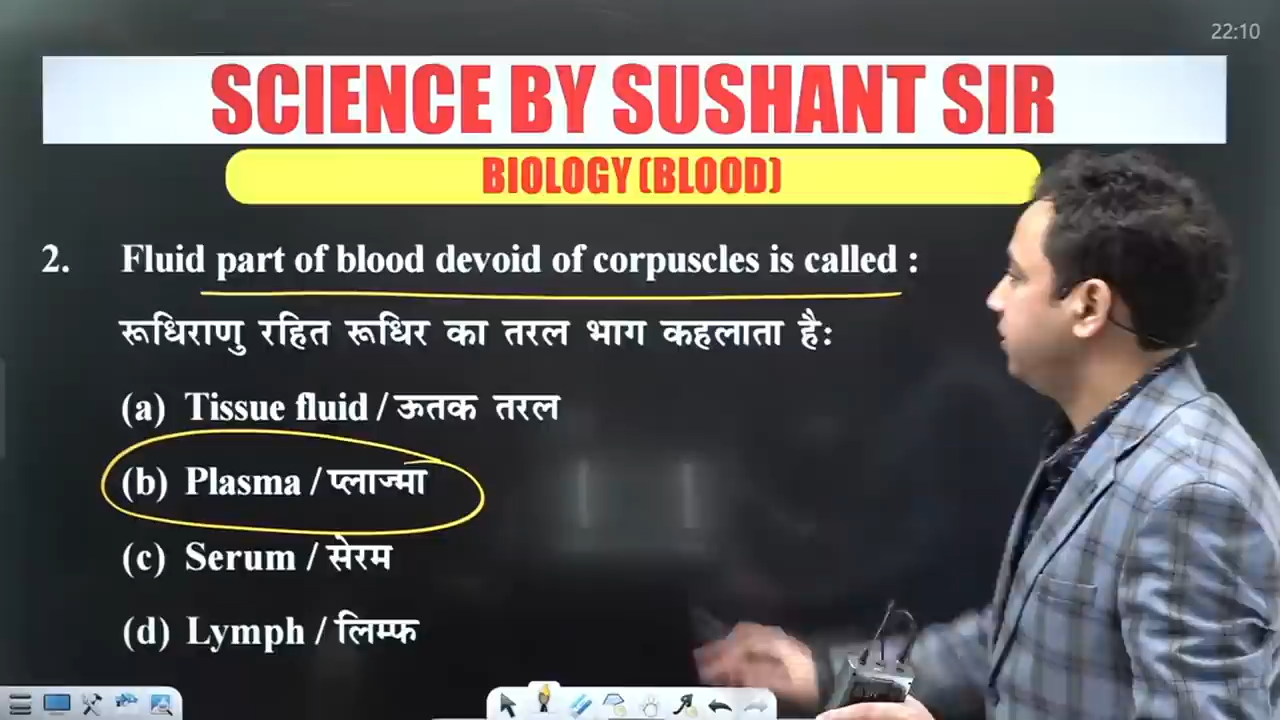 22:10
SCIENCE BY SUSHANT SIR
BIOLOGY (BLOOD)
2. Fluid part of blood devoid of corpuscles is called :
रूधिराणु रहित रूधिर का तरल भाग कहलाता है:
(a) Tissue fluid / ऊतक तरल
(b) Plasma / प्लाज्मा
(c) Serum / सेरम
(d) Lymph / लिम्फ